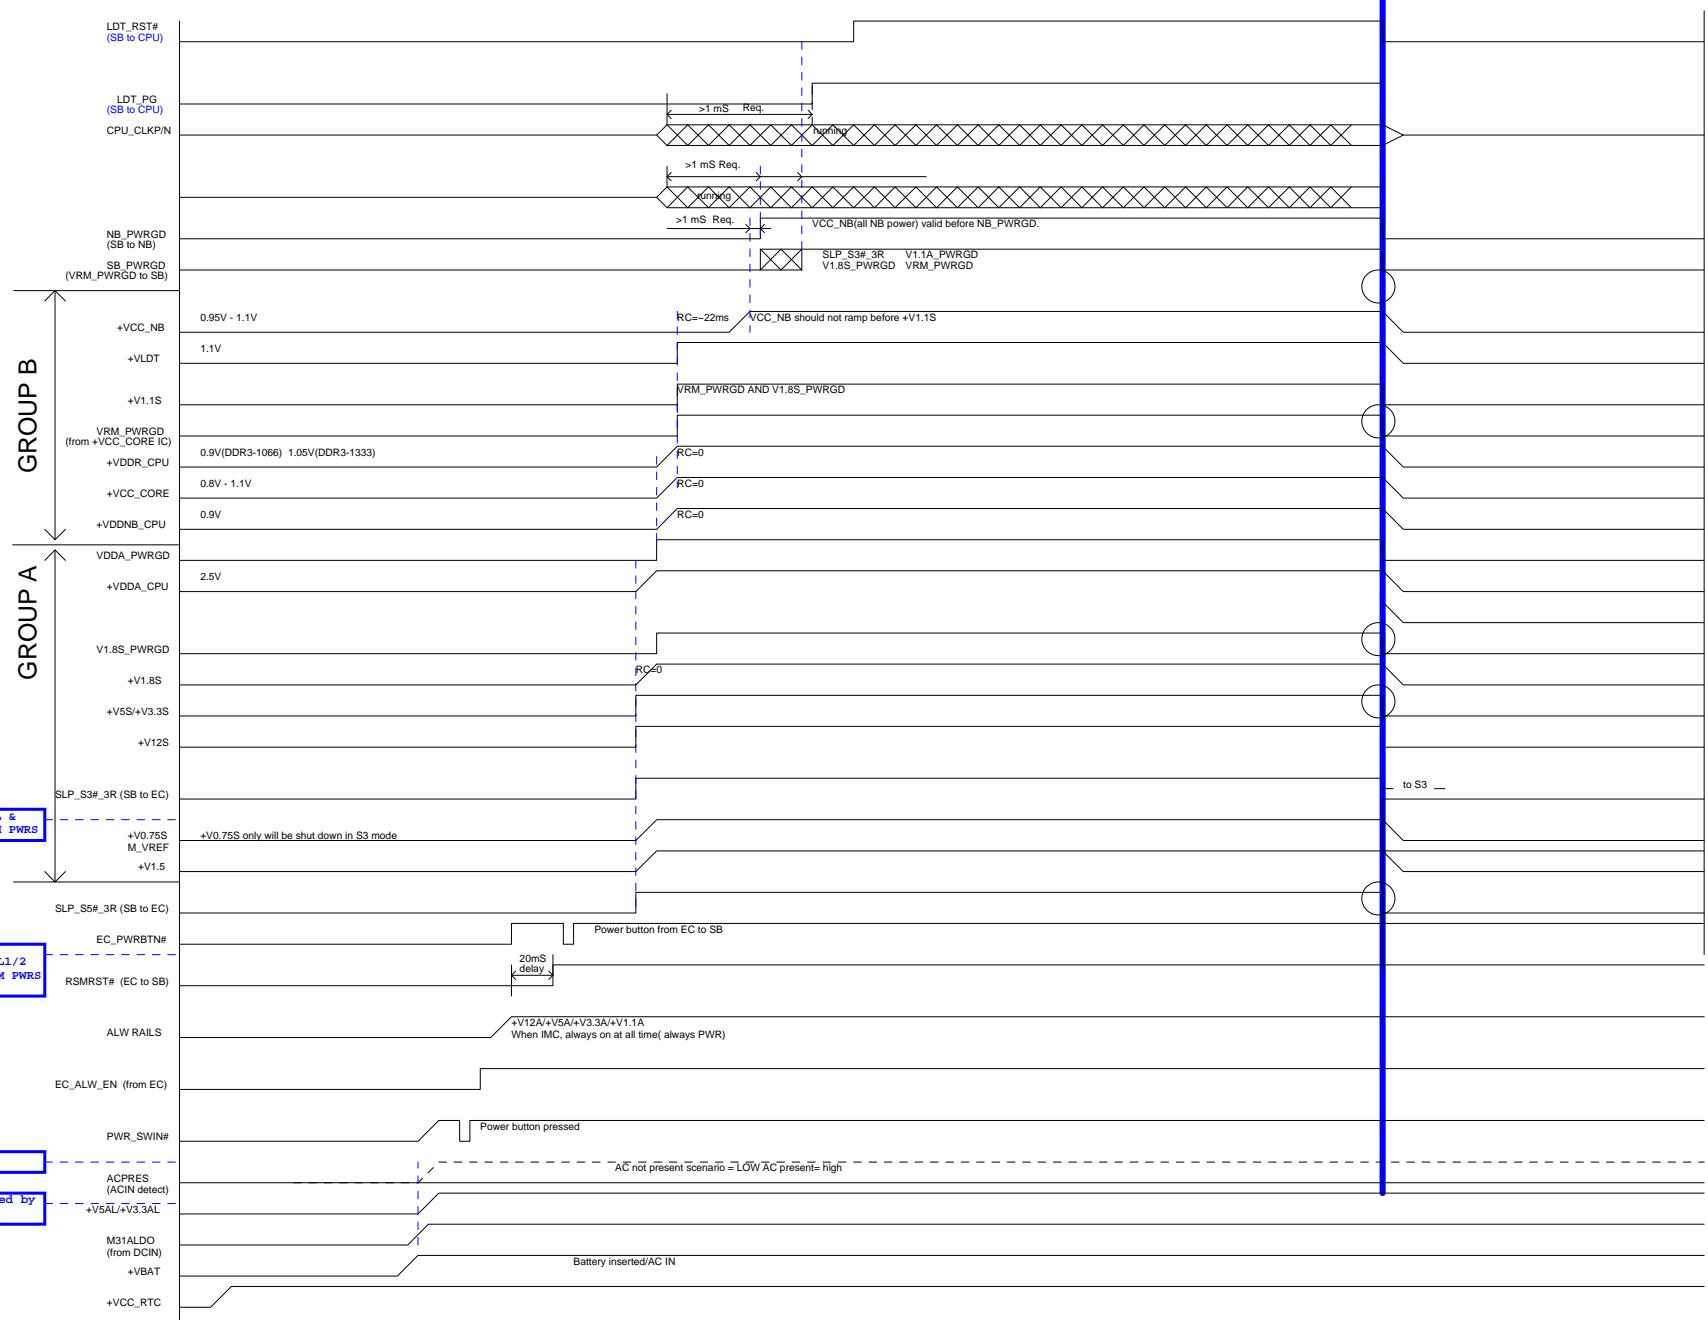 LDT_RST#
(SB to CPU)
LDT_PG
(SB to CPU)
>1 mS Req.
CPU_CLKP/N
running
>1 mS Req.
running
>1 mS Req.
VCC_NB(all NB power) valid before NB_PWRGD.
NB_PWRGD
(SB to NB)
SB_PWRGD
(VRM_PWRGD to SB)
SLP_S3#_3R V1.1A_PWRGD
V1.8S_PWRGD VRM_PWRGD
GROUP B
+VCC_NB
0.95V - 1.1V
RC=~22ms
VCC_NB should not ramp before +V1.1S
+VLDT
1.1V
+V1.1S
VRM_PWRGD AND V1.8S_PWRGD
VRM_PWRGD
(from +VCC_CORE IC)
+VDDR_CPU
0.9V(DDR3-1066) 1.05V(DDR3-1333)
RC=0
+VCC_CORE
0.8V - 1.1V
RC=0
+VDDNB_CPU
0.9V
RC=0
GROUP A
VDDA_PWRGD
+VDDA_CPU
2.5V
V1.8S_PWRGD
+V1.8S
RC=0
+V5S/+V3.3S
+V12S
SLP_S3#_3R (SB to EC)
to S3
&
PWRS
+V0.75S
M_VREF
+V0.75S only will be shut down in S3 mode
+V1.5
SLP_S5#_3R (SB to EC)
EC_PWRBTN#
Power button from EC to SB
L1/2
M PWRS
20mS
delay
RSMRST# (EC to SB)
ALW RAILS
+V12A/+V5A/+V3.3A/+V1.1A
When IMC, always on at all time( always PWR)
EC_ALW_EN (from EC)
PWR_SWIN#
Power button pressed
ACPRES
(ACIN detect)
AC not present scenario = LOW AC present= high
ed by
+V5AL/+V3.3AL
M31ALDO
(from DCIN)
+VBAT
Battery inserted/AC IN
+VCC_RTC